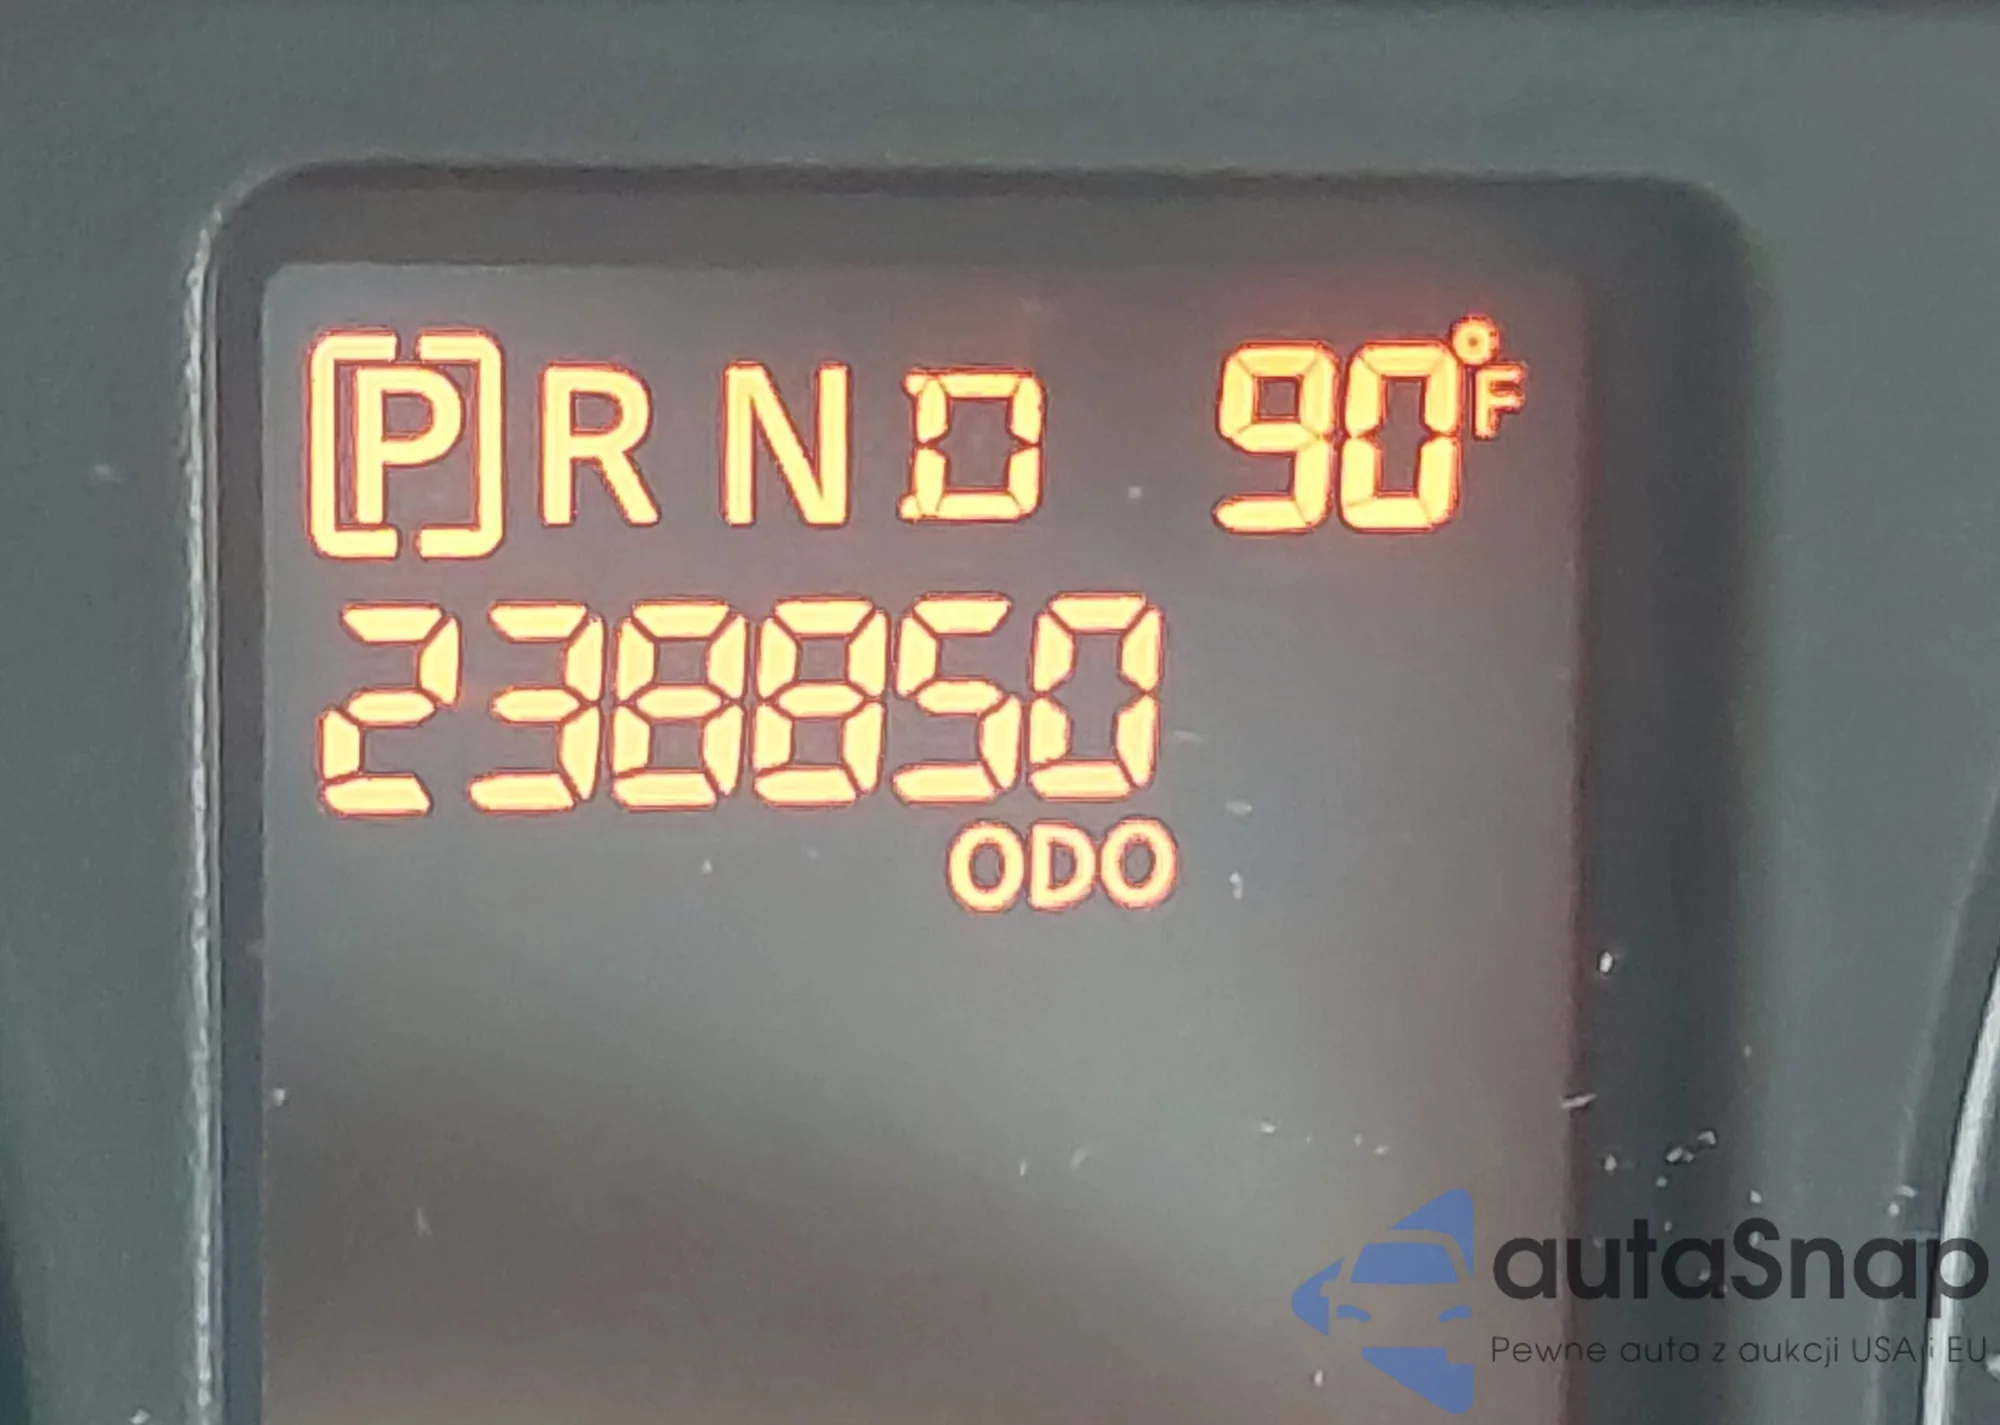 [P] R N D 90°F
238850
ODO
autaSnap
Pewne auta z aukcji USA i EU